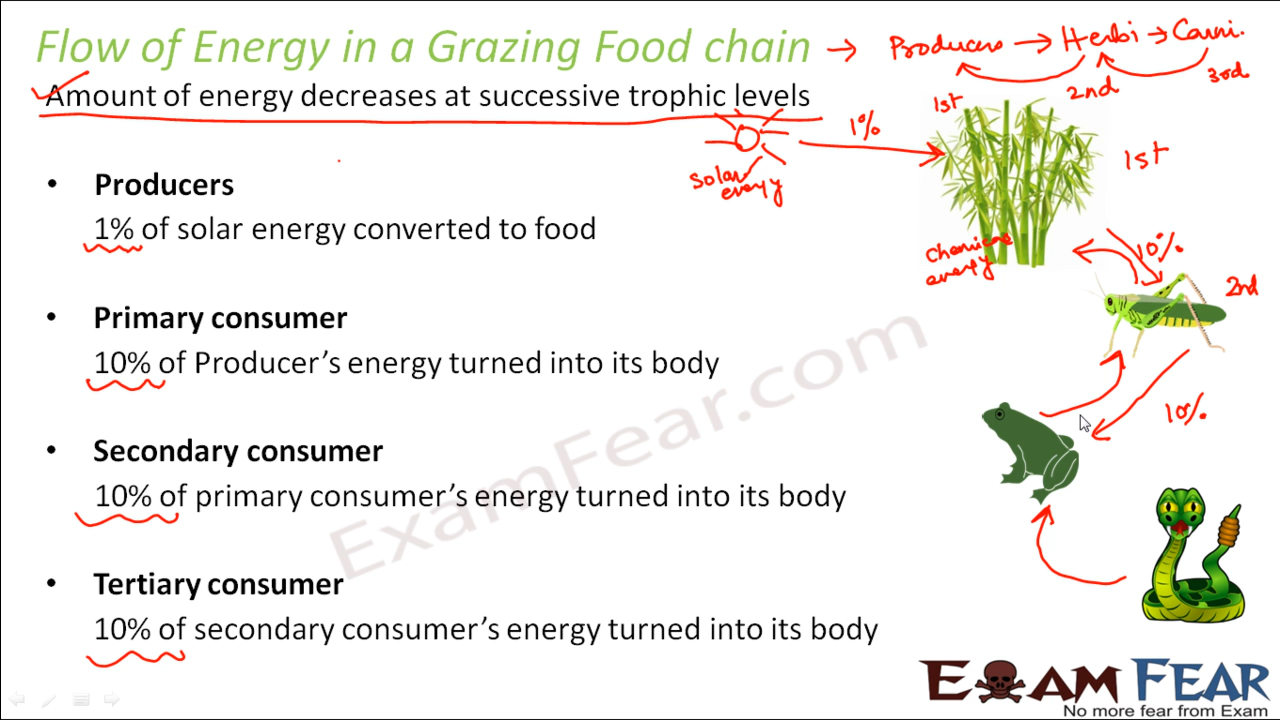 Flow of Energy in a Grazing Food chain → Producers → Herbi → Carni.
Amount of energy decreases at successive trophic levels
1st
2nd
3rd
1%
solar
energy
1st
• Producers
1% of solar energy converted to food
Chemical
energy
10%
2nd
• Primary consumer
10% of Producer's energy turned into its body
10%
• Secondary consumer
10% of primary consumer's energy turned into its body
• Tertiary consumer
10% of secondary consumer's energy turned into its body
ExamFear.com
EXAM FEAR
No more fear from Exam